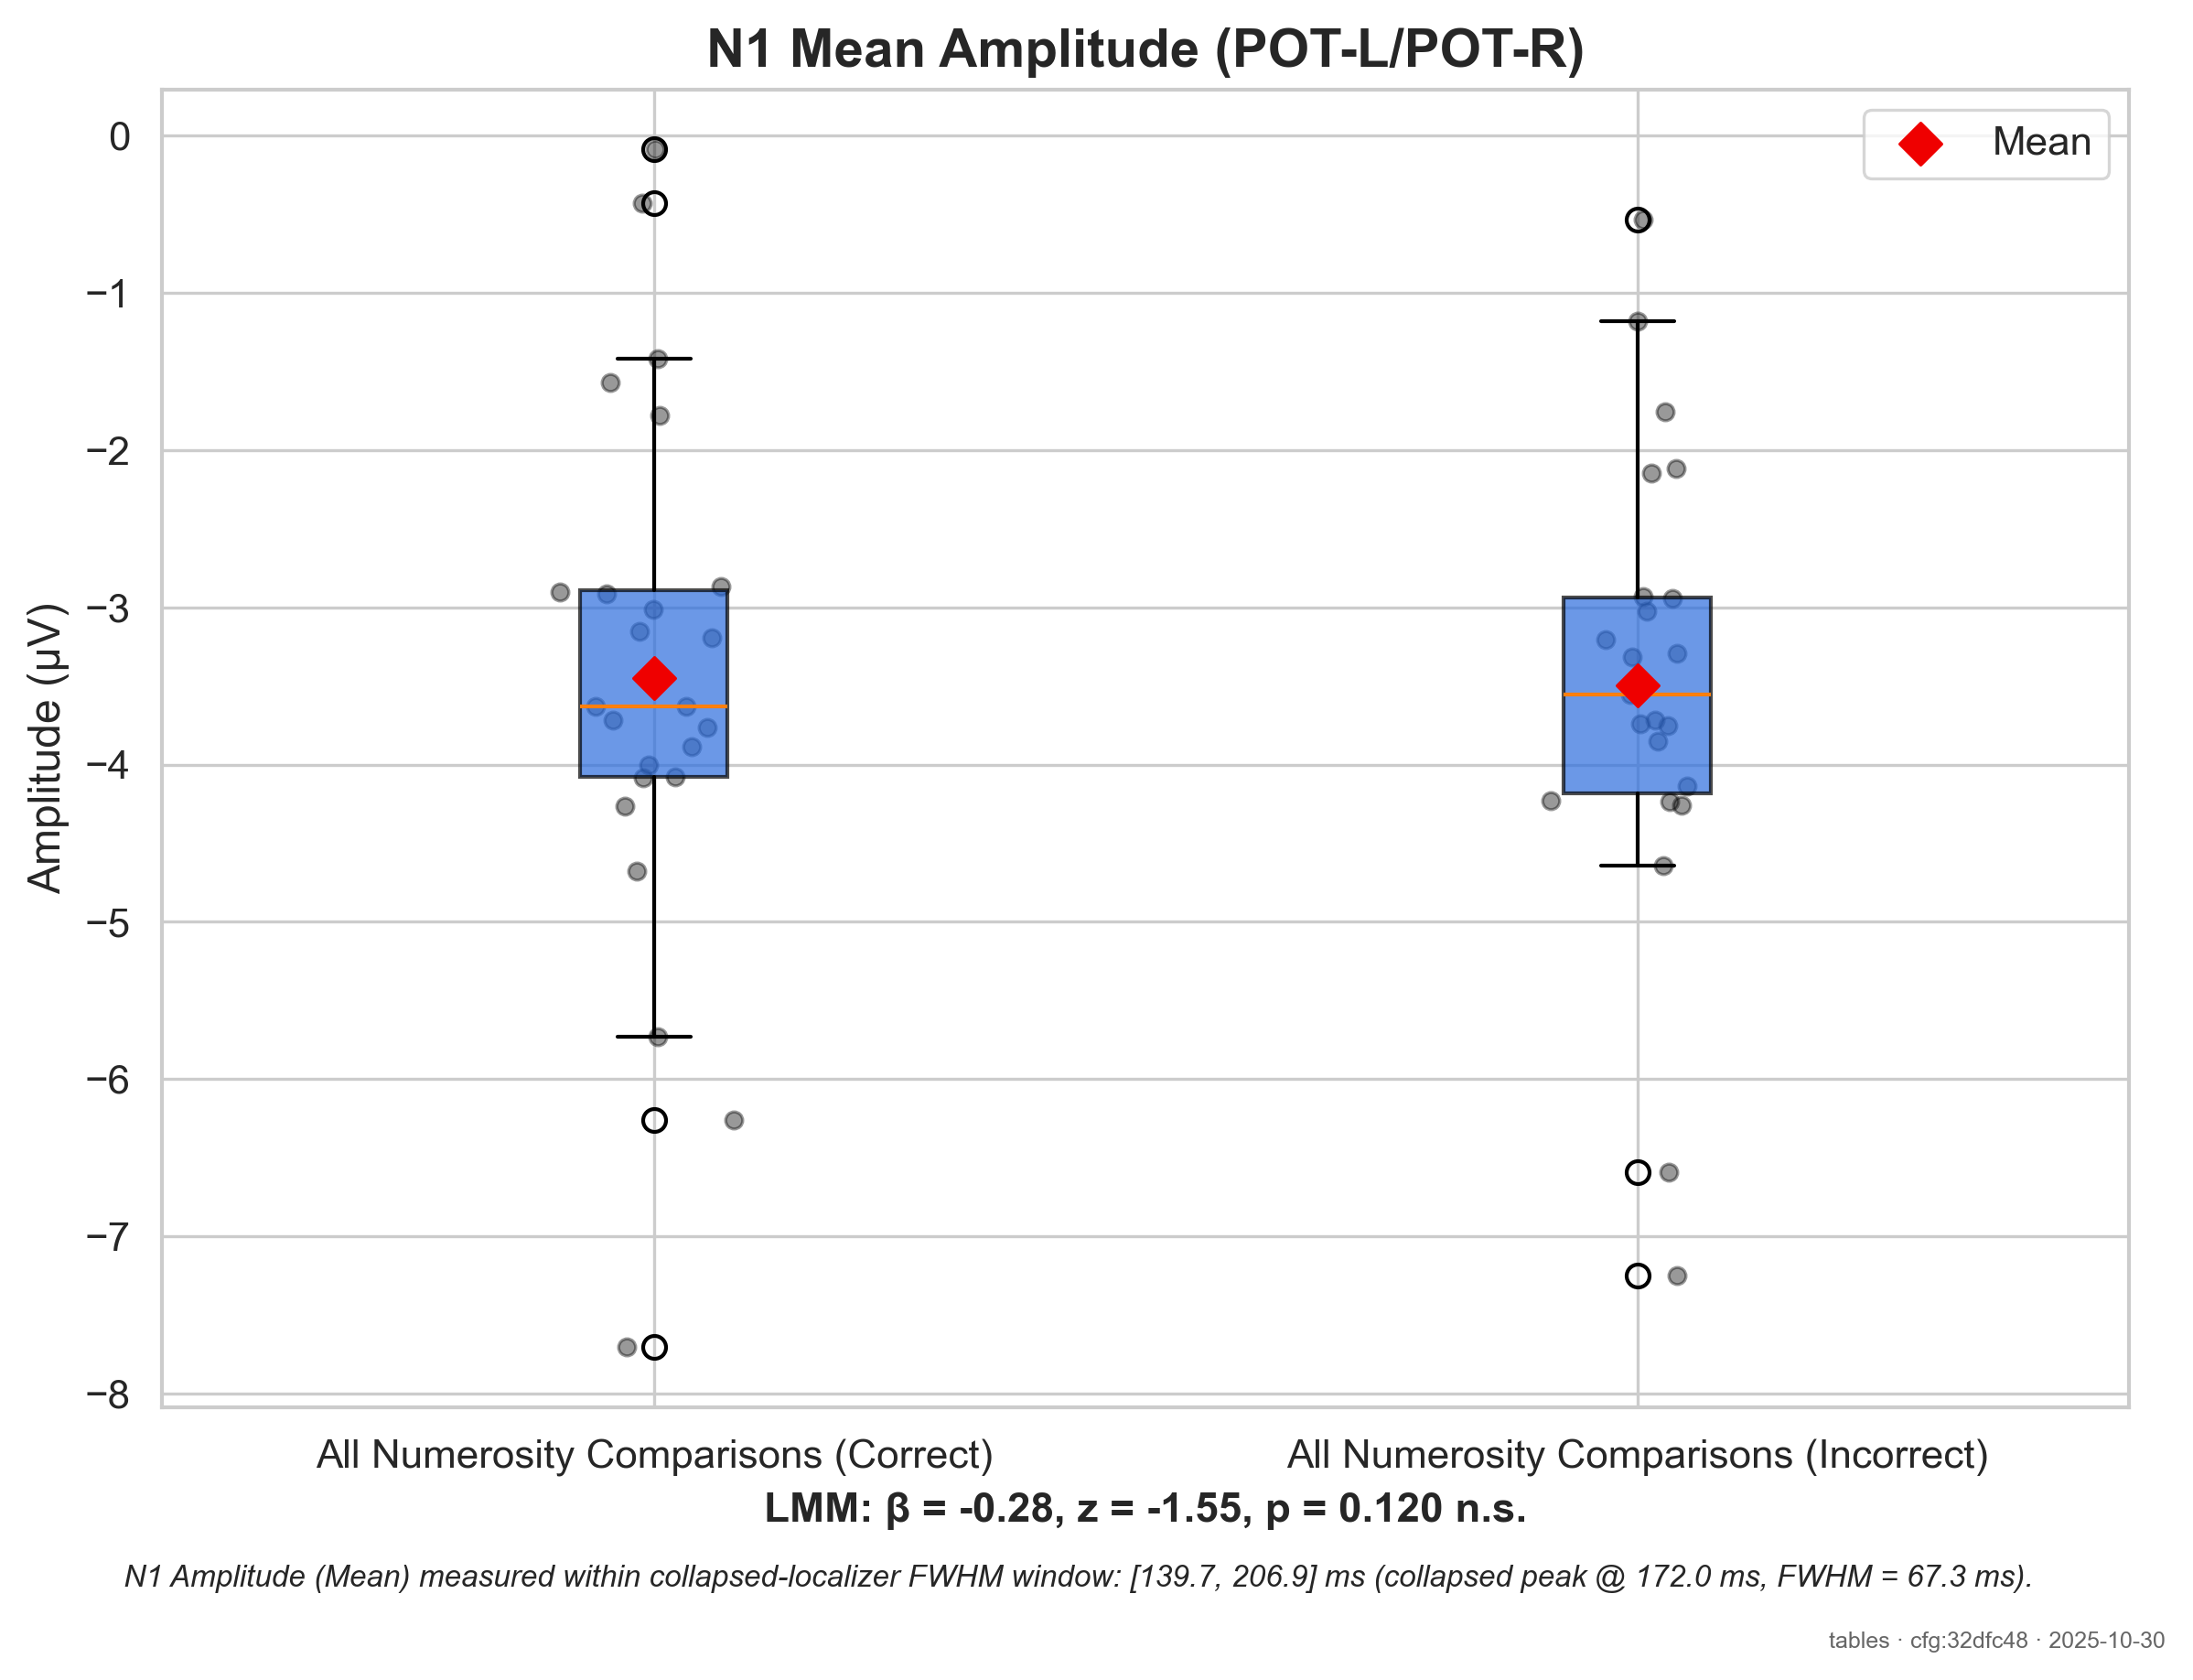 N1 Mean Amplitude (POT-L/POT-R)
Mean
0
−1
−2
−3
−4
−5
−6
−7
−8
Amplitude (µV)
All Numerosity Comparisons (Correct)
All Numerosity Comparisons (Incorrect)
LMM: β = -0.28, z = -1.55, p = 0.120 n.s.
N1 Amplitude (Mean) measured within collapsed-localizer FWHM window: [139.7, 206.9] ms (collapsed peak @ 172.0 ms, FWHM = 67.3 ms).
tables · cfg:32dfc48 · 2025-10-30